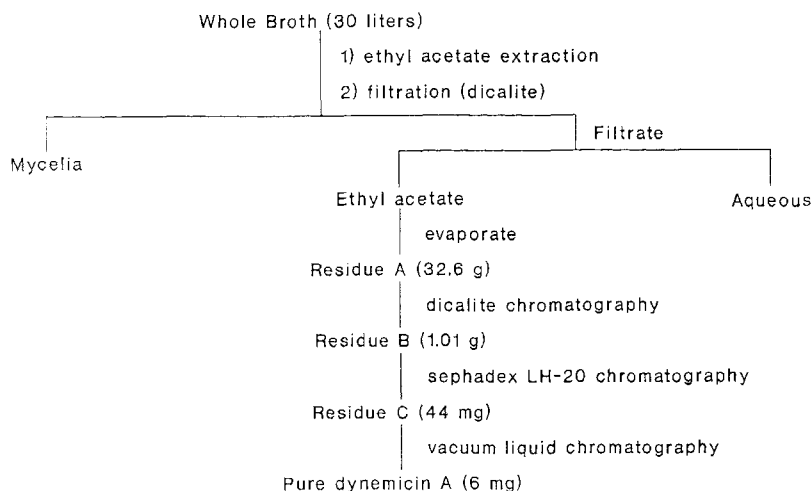 Whole Broth (30 liters)
1) ethyl acetate extraction
2) filtration (dicalite)
Filtrate
Mycelia
Ethyl acetate
Aqueous
evaporate
Residue A (32.6 g)
dicalite chromatography
Residue B (1.01 g)
sephadex LH-20 chromatography
Residue C (44 mg)
vacuum liquid chromatography
Pure dynemicin A (6 mg)